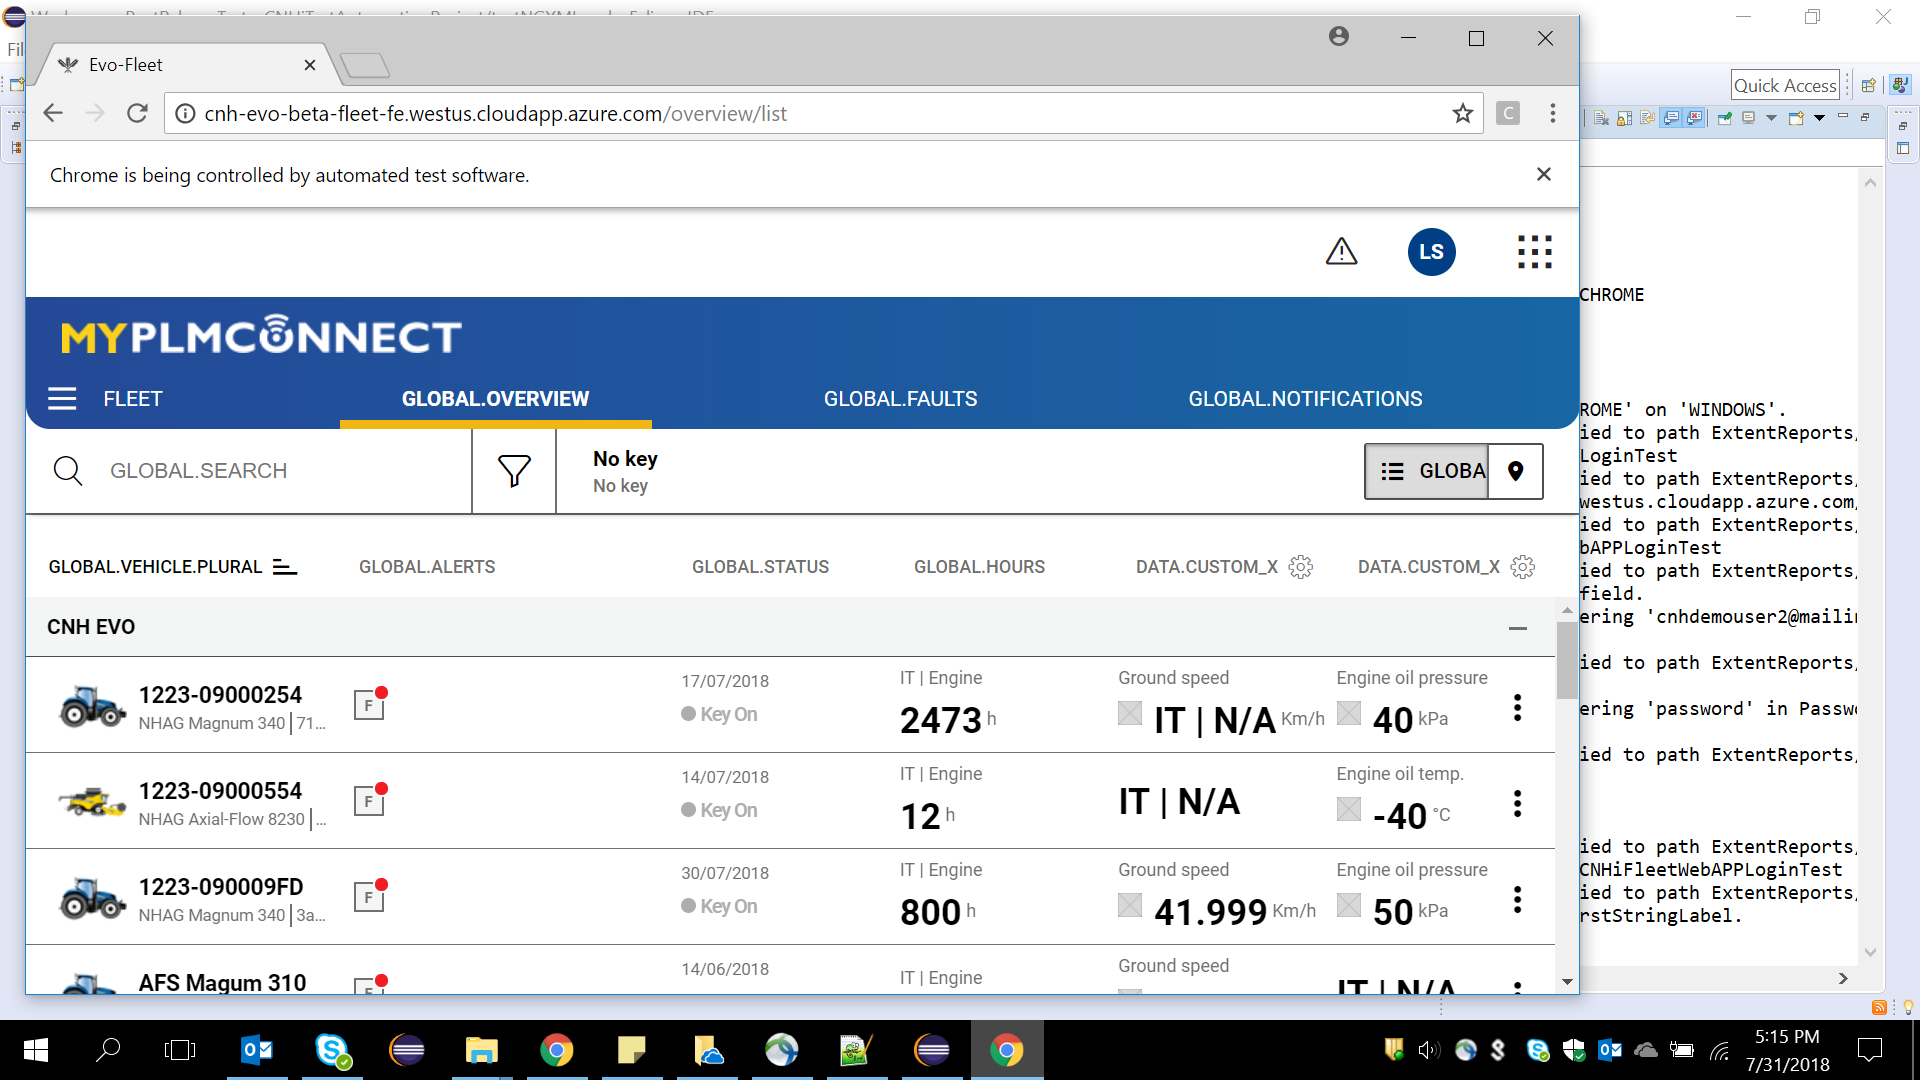 Evo-Fleet
Fil
Quick Access
cnh-evo-beta-fleet-fe.westus.cloudapp.azure.com/overview/list
C
Chrome is being controlled by automated test software.
LS
MYPLMCONNECT
FLEET
GLOBAL.OVERVIEW
GLOBAL.FAULTS
GLOBAL.NOTIFICATIONS
GLOBAL.SEARCH
No key
No key
GLOBA
GLOBAL.VEHICLE.PLURAL
GLOBAL.ALERTS
GLOBAL.STATUS
GLOBAL.HOURS
DATA.CUSTOM_X
DATA.CUSTOM_X
CNH EVO
1223-09000254
NHAG Magnum 340 | 71...
F
17/07/2018
Key On
IT | Engine
2473 h
Ground speed
IT | N/A Km/h
Engine oil pressure
40 kPa
1223-09000554
NHAG Axial-Flow 8230 | ...
F
14/07/2018
Key On
IT | Engine
12 h
IT | N/A
Engine oil temp.
-40 °C
1223-090009FD
NHAG Magnum 340 | 3a...
F
30/07/2018
Key On
IT | Engine
800 h
Ground speed
41.999 Km/h
Engine oil pressure
50 kPa
AFS Magum 310
F
14/06/2018
IT | Engine
Ground speed
IT | N/A
CHROME
ROME' on 'WINDOWS'.
ied to path ExtentReports/
LoginTest
ied to path ExtentReports/
westus.cloudapp.azure.com/
ied to path ExtentReports/
bAPPLoginTest
ied to path ExtentReports/
field.
ering 'cnhdemouser2@mailin
ied to path ExtentReports/
ering 'password' in Passwo
ied to path ExtentReports/
ied to path ExtentReports/
CNHiFleetWebAPPLoginTest
ied to path ExtentReports/
rstStringLabel.
5:15 PM
7/31/2018